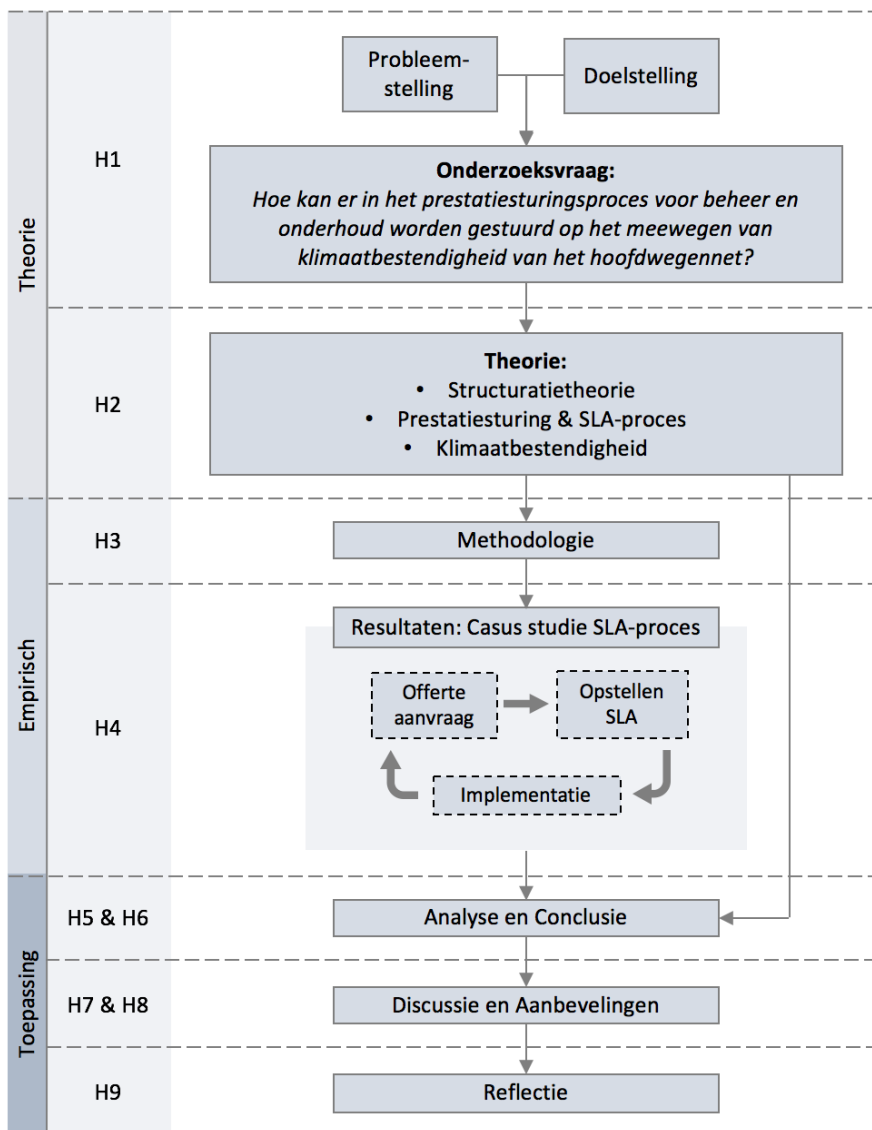 Theorie
H1
Probleem-
stelling
Doelstelling
Onderzoeksvraag:
Hoe kan er in het prestatiesturingsproces voor beheer en
onderhoud worden gestuurd op het meewegen van
klimaatbestendigheid van het hoofdwegennet?
H2
Theorie:
• Structuratietheorie
• Prestatiesturing & SLA-proces
• Klimaatbestendigheid
Empirisch
H3
Methodologie
H4
Resultaten: Casus studie SLA-proces
Offerte
aanvraag
Opstellen
SLA
Implementatie
Toepassing
H5 & H6
Analyse en Conclusie
H7 & H8
Discussie en Aanbevelingen
H9
Reflectie